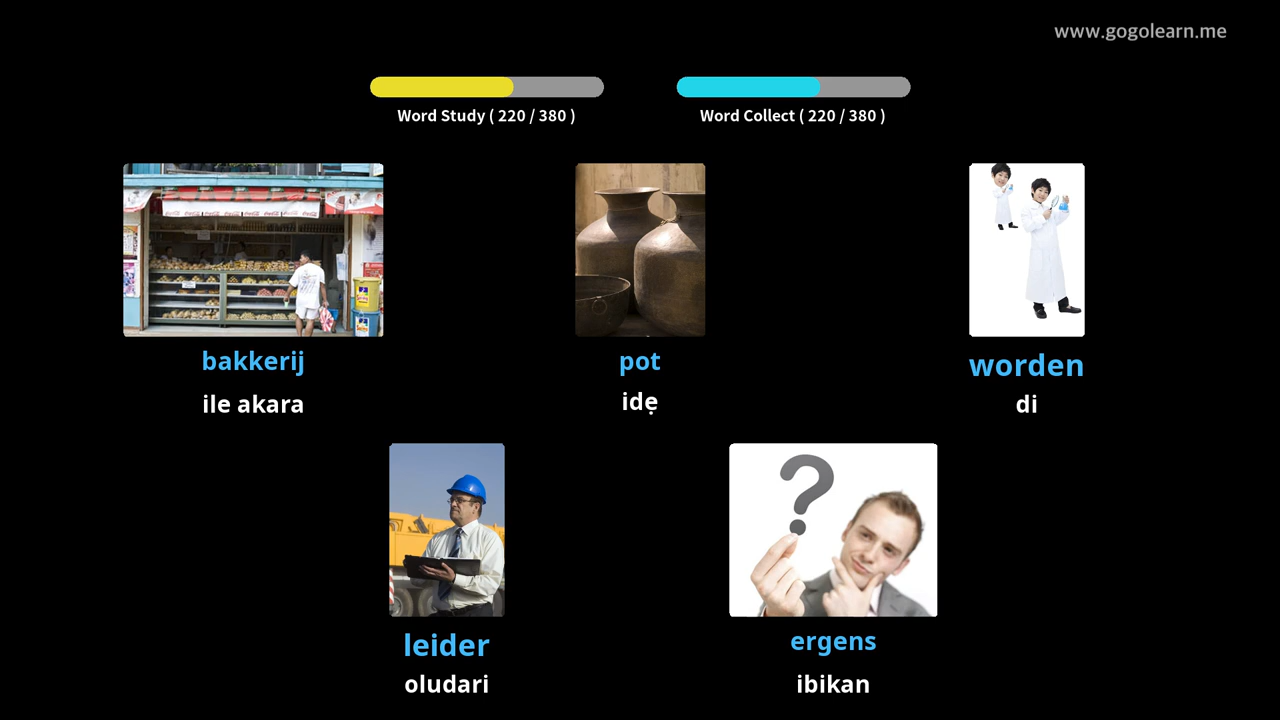 www.gogolearn.me
Word Study ( 220 / 380 )
Word Collect ( 220 / 380 )
bakkerij
pot
worden
ile akara
idẹ
di
leider
ergens
oludari
ibikan